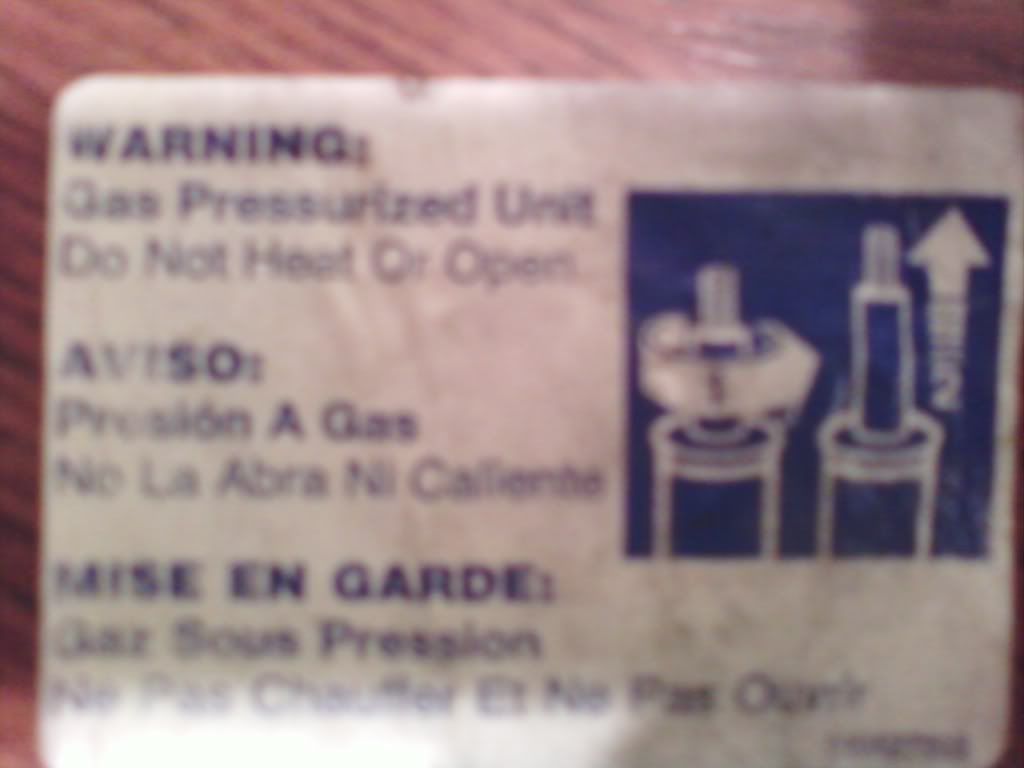 WARNING:
Gas Pressurized Unit
Do Not Heat Or Open
AVISO:
Presión A Gas
No La Abra Ni Caliente
MISE EN GARDE:
Gaz Sous Pression
Ne Pas Chauffer Et Ne Pas Ouvrir